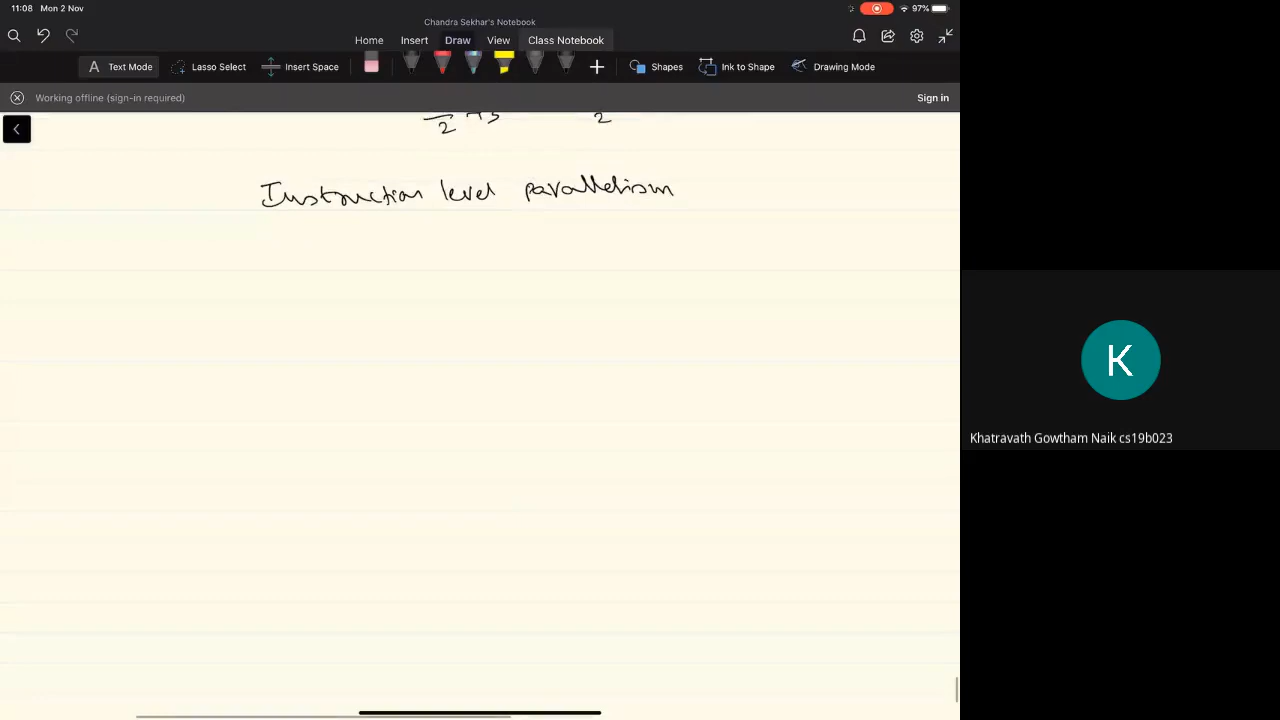 11:08 Mon 2 Nov
97%
Chandra Sekhar's Notebook
Home Insert Draw View Class Notebook
A Text Mode Lasso Select Insert Space Shapes Ink to Shape Drawing Mode
Working offline (sign-in required) Sign in
2 2
Instruction level parallelism
K
Khatravath Gowtham Naik cs19b023